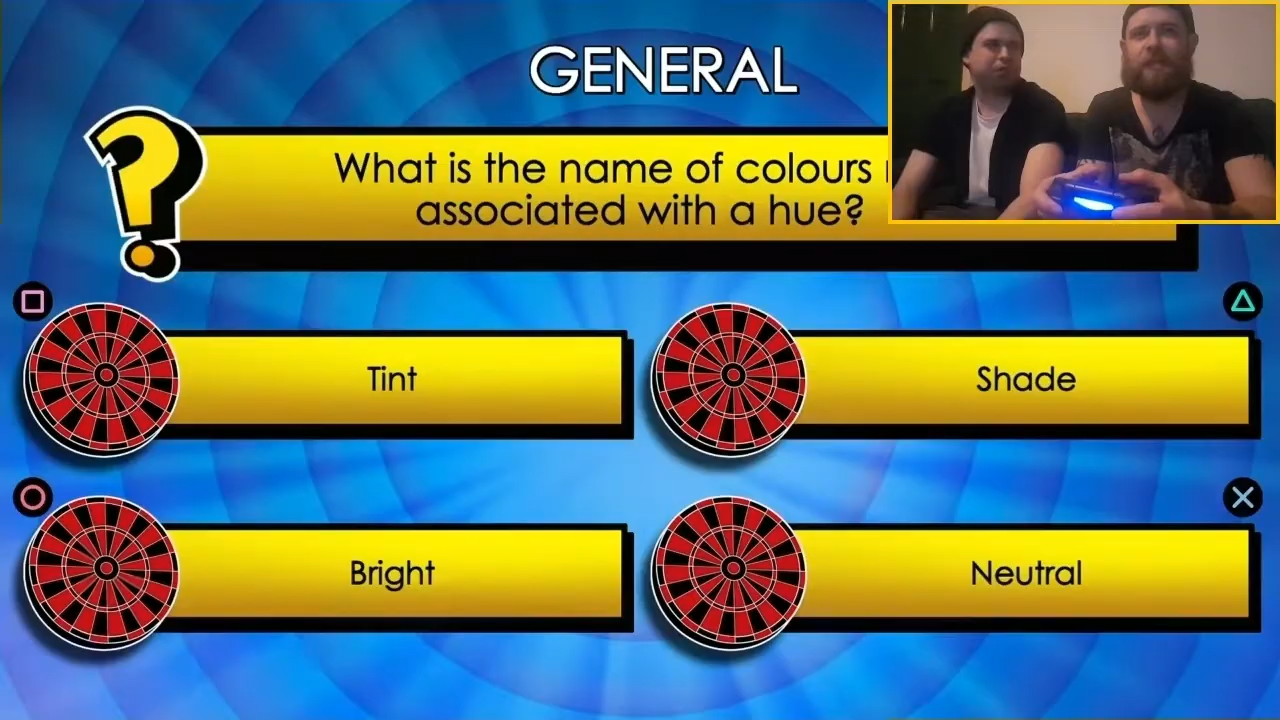 GENERAL
What is the name of colours
associated with a hue?
Tint
Shade
Bright
Neutral